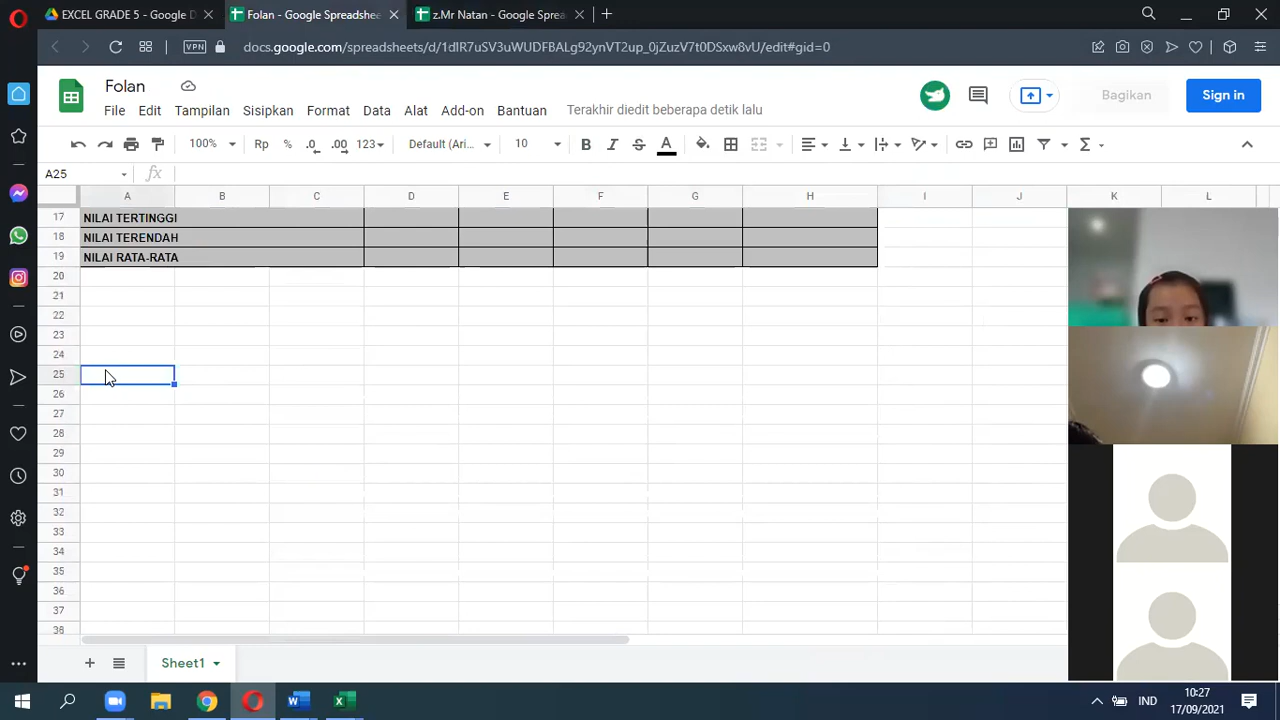 EXCEL GRADE 5 - Google D
Folan - Google Spreadshee
z.Mr Natan - Google Sprea
VPN
docs.google.com/spreadsheets/d/1dIR7uSV3uWUDFBALg92ynVT2up_0jZuzV7t0DSxw8vU/edit#gid=0
Folan
File Edit Tampilan Sisipkan Format Data Alat Add-on Bantuan Terakhir diedit beberapa detik lalu
Bagikan
Sign in
100% Rp % .0 .00 123 Default (Ari... 10 B I S A Σ
A25 fx
A B C D E F G H I J K L
17 NILAI TERTINGGI
18 NILAI TERENDAH
19 NILAI RATA-RATA
20
21
22
23
24
25
26
27
28
29
30
31
32
33
34
35
36
37
38
Sheet1
IND
10:27
17/09/2021